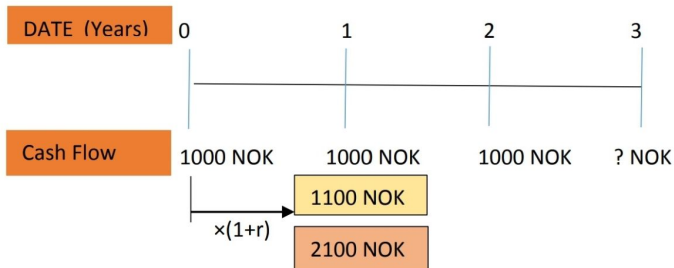 DATE (Years) 0 1 2 3
Cash Flow 1000 NOK 1000 NOK 1000 NOK ? NOK
1100 NOK
×(1+r)
2100 NOK